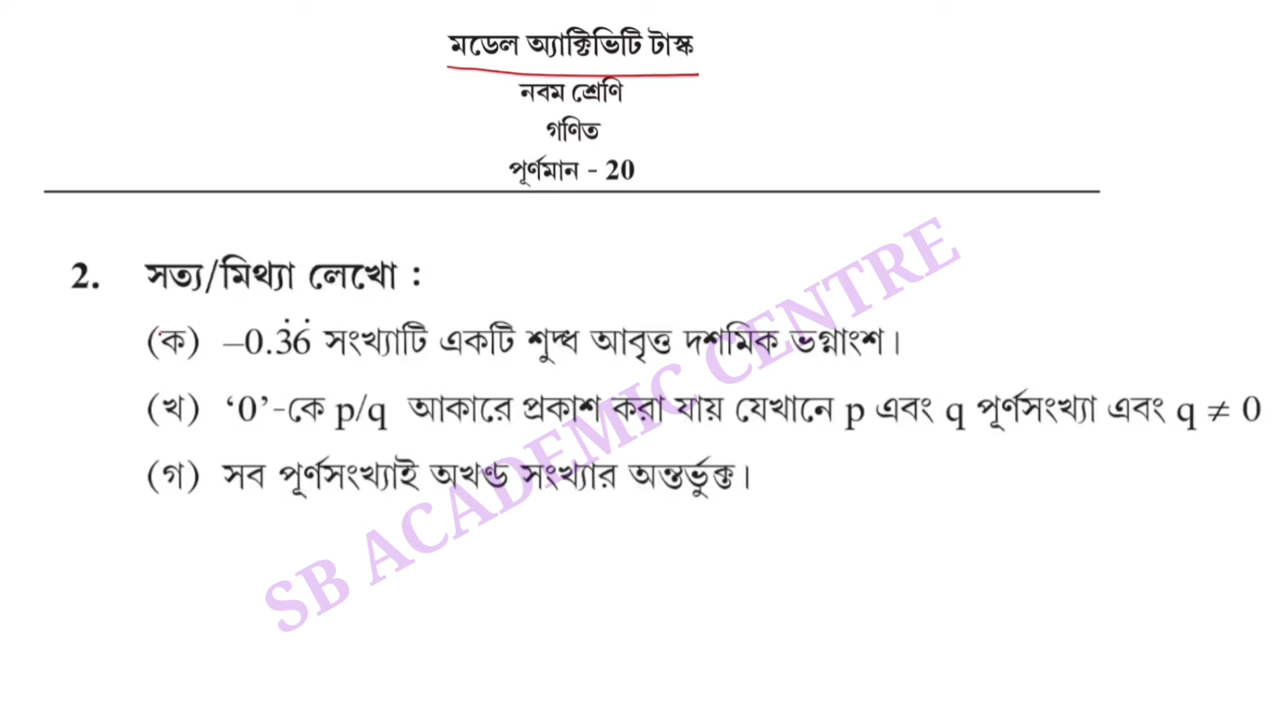 মডেল অ্যাক্টিভিটি টাস্ক
নবম শ্রেণি
গণিত
পূর্ণমান - 20
2. সত্য/মিথ্যা লেখো :
(ক) –0.3̇6̇ সংখ্যাটি একটি শুদ্ধ আবৃত্ত দশমিক ভগ্নাংশ।
(খ) ‘0’-কে p/q আকারে প্রকাশ করা যায় যেখানে p এবং q পূর্ণসংখ্যা এবং q ≠ 0
(গ) সব পূর্ণসংখ্যাই অখণ্ড সংখ্যার অন্তর্ভুক্ত।
SB ACADEMIC CENTRE